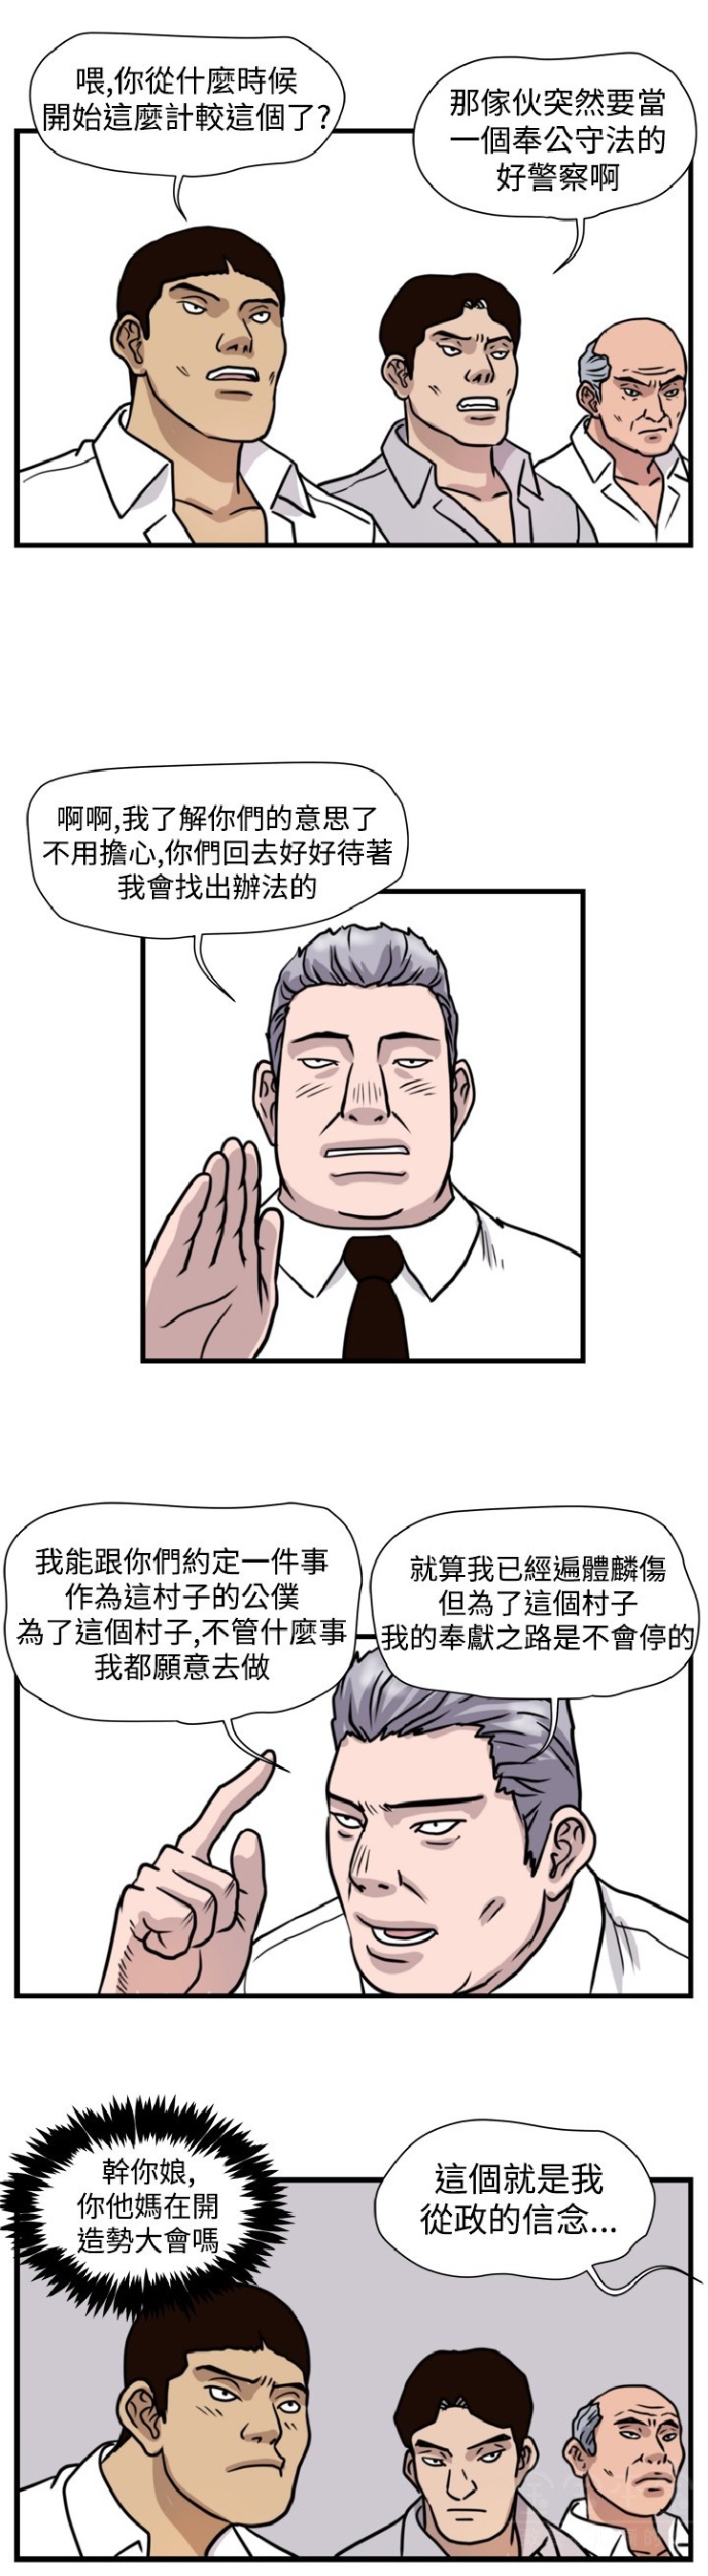 喂,你從什麼時候
開始這麼計較這個了?
那傢伙突然要當
一個奉公守法的
好警察啊
啊啊,我了解你們的意思了
不用擔心,你們回去好好待著
我會找出辦法的
我能跟你們約定一件事
作為這村子的公僕
為了這個村子,不管什麼事
我都願意去做
就算我已經遍體麟傷
但為了這個村子
我的奉獻之路是不會停的
幹你娘,
你他媽在開
造勢大會嗎
這個就是我
從政的信念...